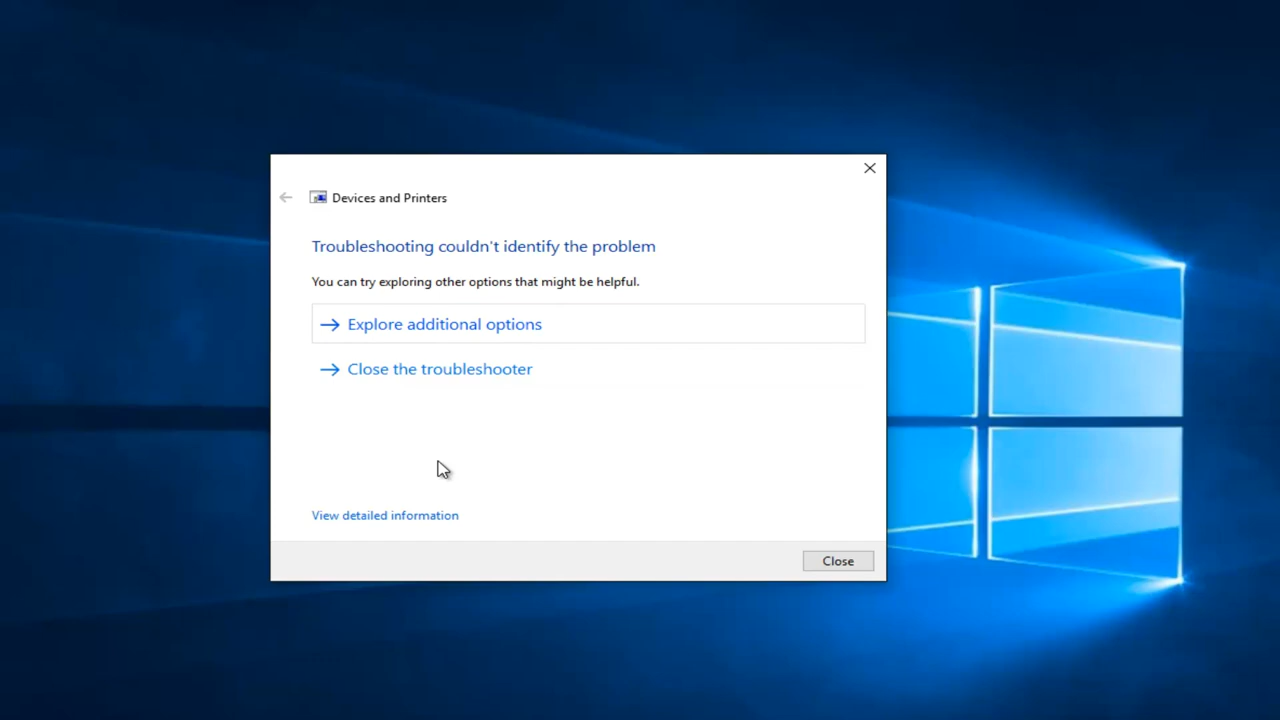 Devices and Printers
Troubleshooting couldn't identify the problem
You can try exploring other options that might be helpful.
Explore additional options
Close the troubleshooter
View detailed information
Close